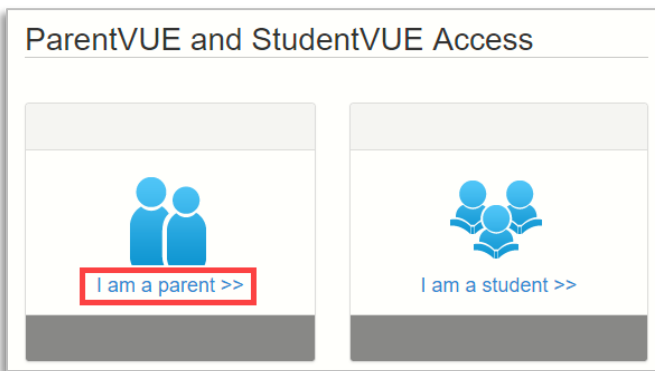 ParentVUE and StudentVUE Access
I am a parent >>
I am a student >>